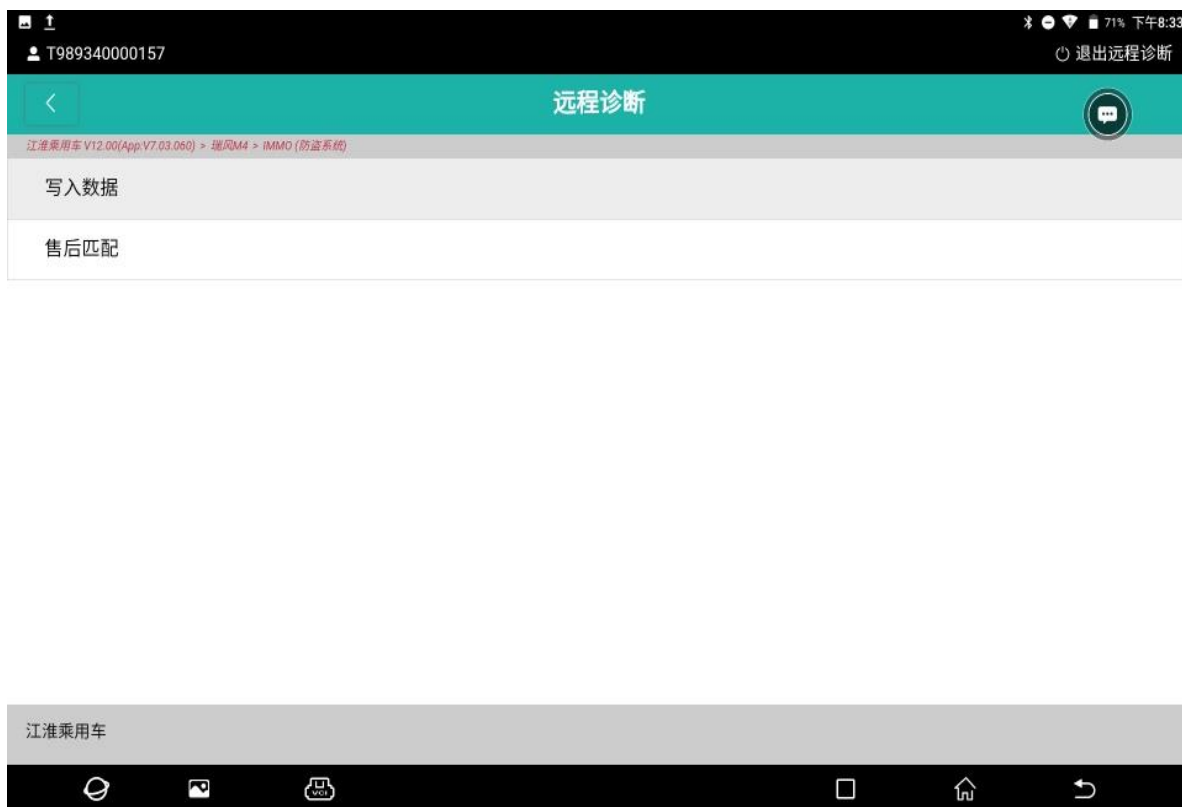 71% 下午8:33
T989340000157
退出远程诊断
远程诊断
江淮乘用车 V12.00(App:V7.03.060) > 瑞风M4 > IMMO (防盗系统)
写入数据
售后匹配
江淮乘用车
VCI